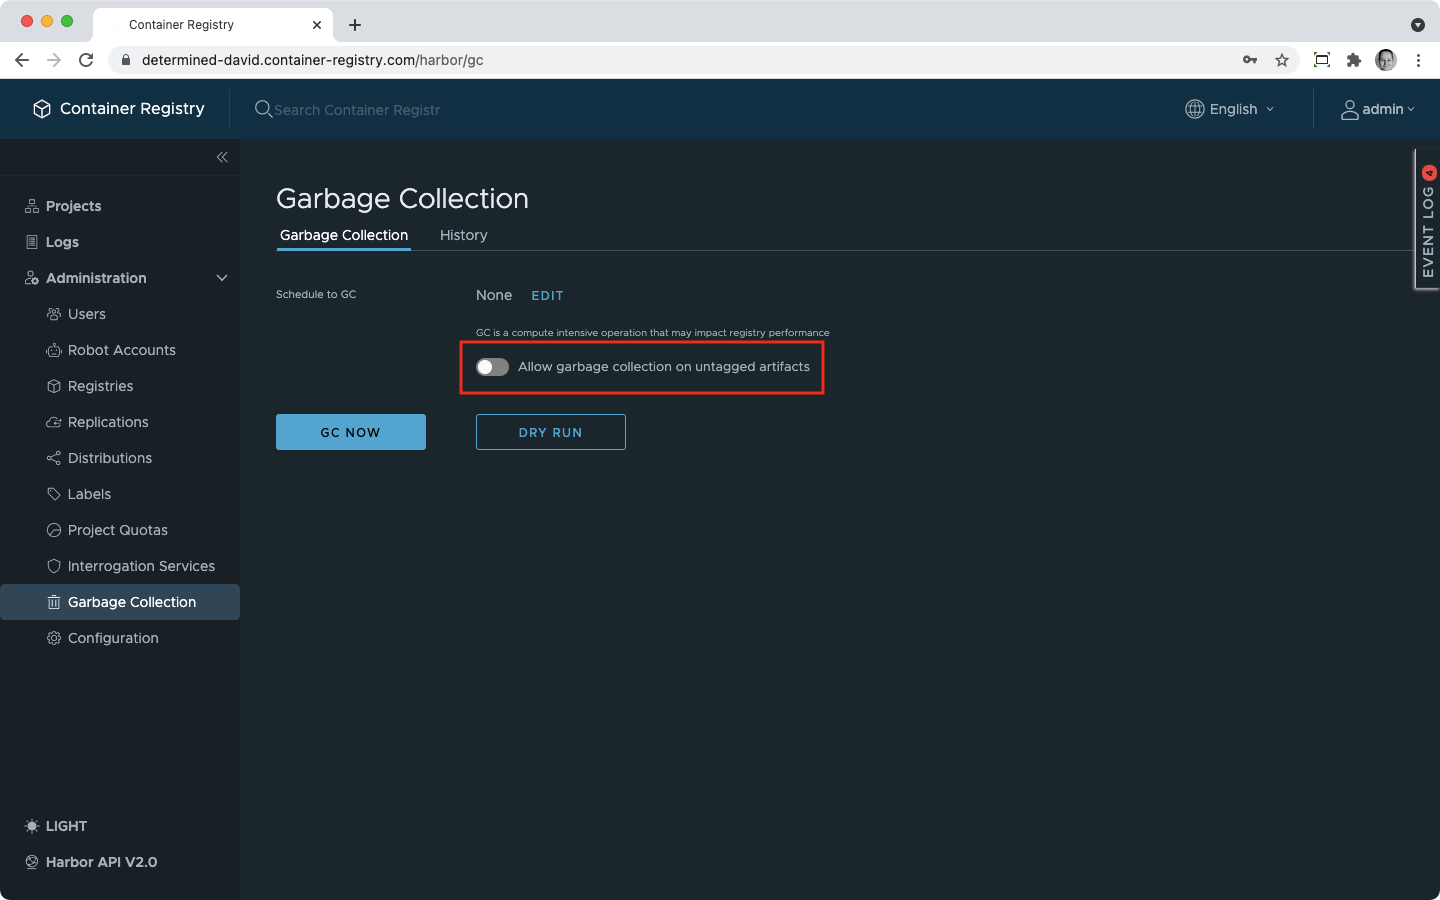 Container Registry
determined-david.container-registry.com/harbor/gc
Container Registry
Search Container Registr
English
admin
Projects
Logs
Administration
Users
Robot Accounts
Registries
Replications
Distributions
Labels
Project Quotas
Interrogation Services
Garbage Collection
Configuration
LIGHT
Harbor API V2.0
Garbage Collection
Garbage Collection
History
Schedule to GC
None
EDIT
GC is a compute intensive operation that may impact registry performance
Allow garbage collection on untagged artifacts
GC NOW
DRY RUN
EVENT LOG 4